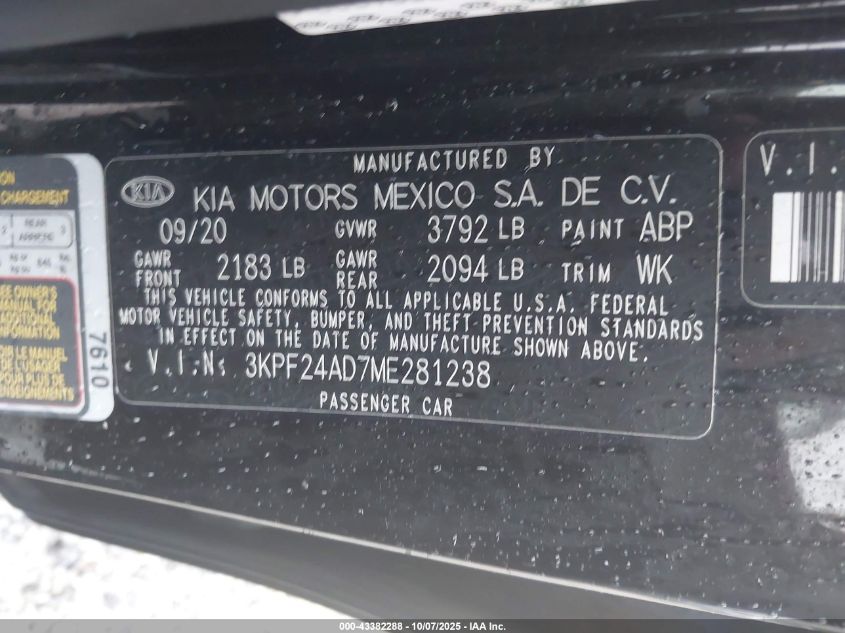 MANUFACTURED BY
KIA KIA MOTORS MEXICO S.A. DE C.V.
09/20 GVWR 3792 LB PAINT ABP
GAWR FRONT 2183 LB GAWR REAR 2094 LB TRIM WK
THIS VEHICLE CONFORMS TO ALL APPLICABLE U.S.A. FEDERAL
MOTOR VEHICLE SAFETY, BUMPER, AND THEFT PREVENTION STANDARDS
IN EFFECT ON THE DATE OF MANUFACTURE SHOWN ABOVE.
V.I.N: 3KPF24AD7ME281238
PASSENGER CAR
V.I.
CHARGEMENT
REAR
3
7610
000-43382288 - 10/07/2025 - IAA Inc.